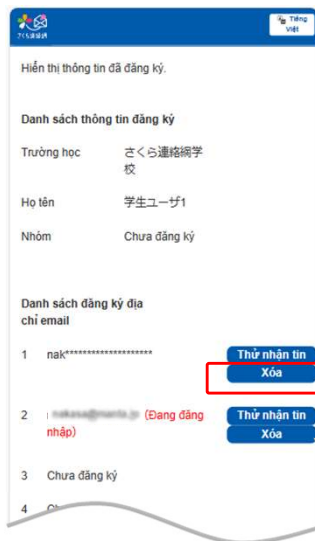 さくら連絡網
Tiếng
Việt
Hiển thị thông tin đã đăng ký.
Danh sách thông tin đăng ký
Trường học さくら連絡網学
校
Họ tên 学生ユーザ1
Nhóm Chưa đăng ký
Danh sách đăng ký địa
chỉ email
1 nak******************** Thử nhận tin
Xóa
2 (Đang đăng Thử nhận tin
nhập) Xóa
3 Chưa đăng ký
4